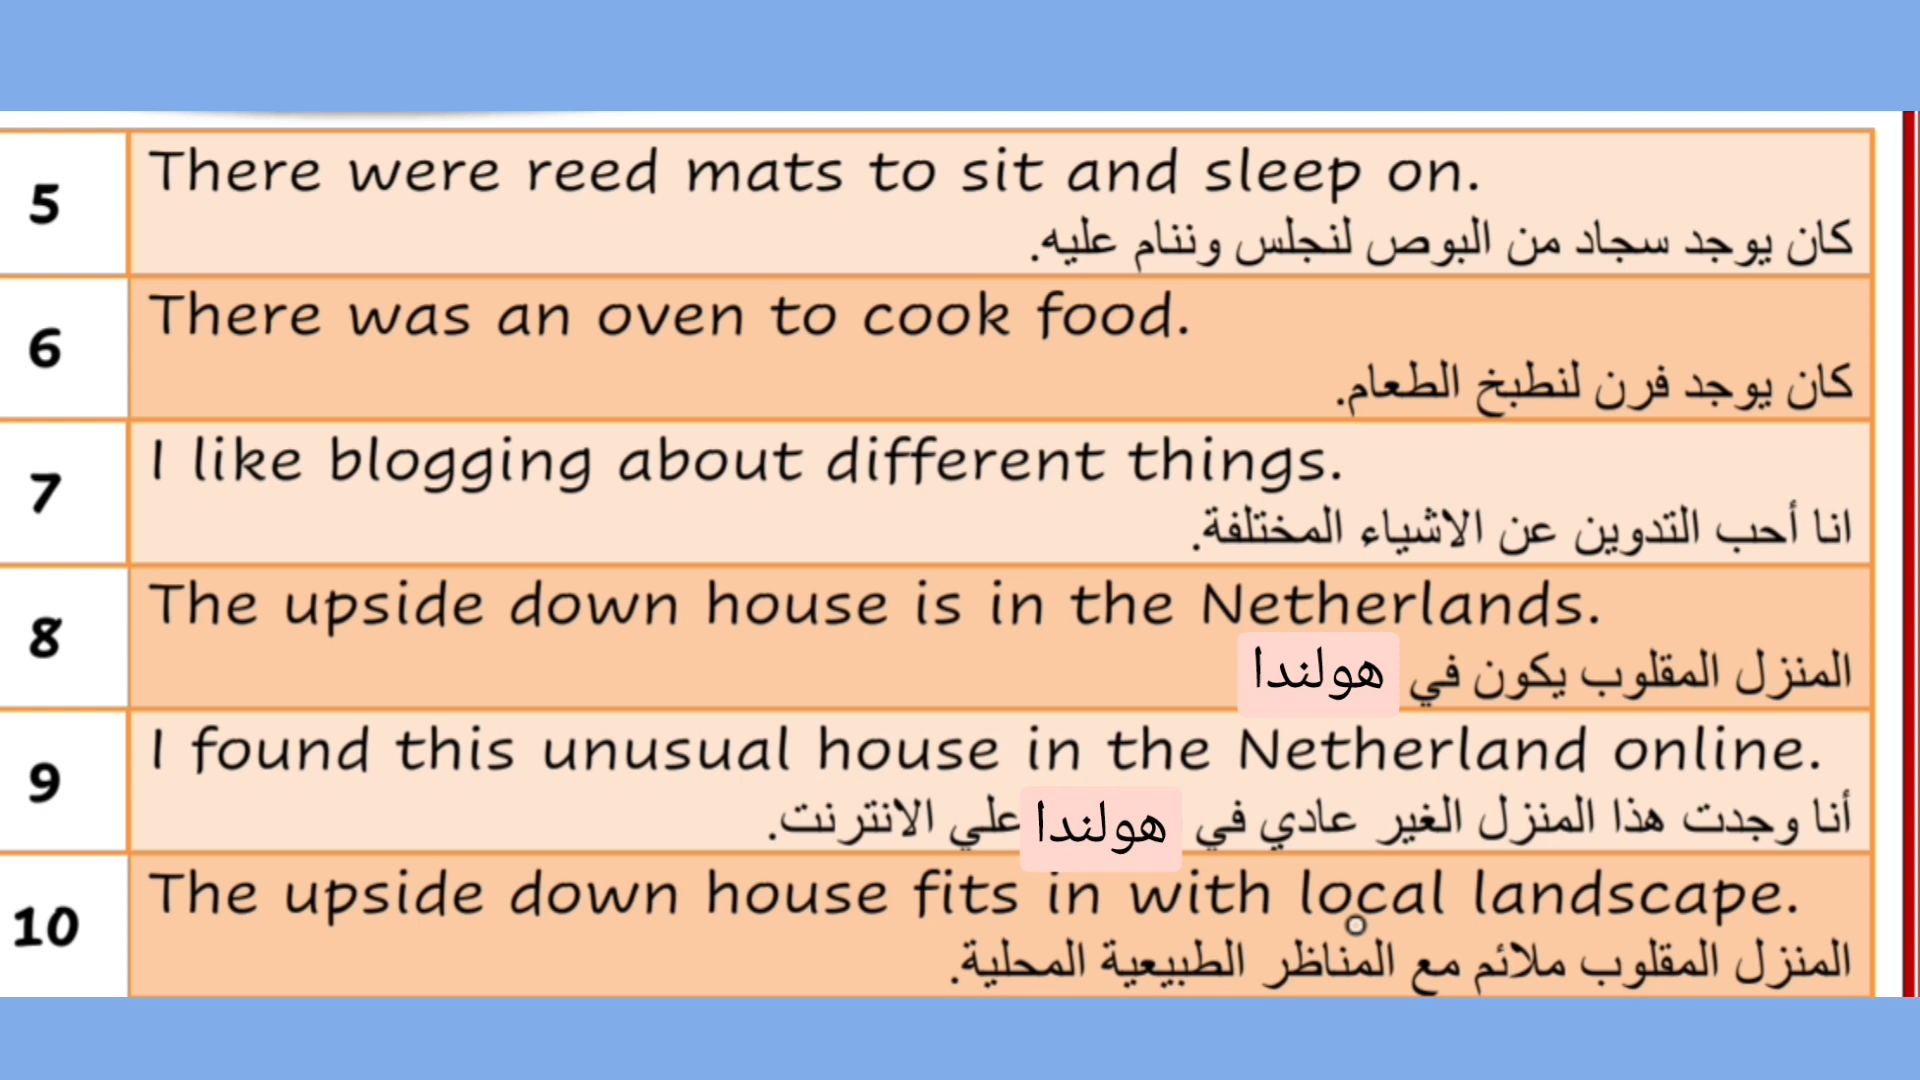 5
There were reed mats to sit and sleep on.
كان يوجد سجاد من البوص لنجلس وننام عليه.
6
There was an oven to cook food.
كان يوجد فرن لنطبخ الطعام.
7
I like blogging about different things.
انا أحب التدوين عن الاشياء المختلفة.
8
The upside down house is in the Netherlands.
المنزل المقلوب يكون في هولندا
9
I found this unusual house in the Netherland online.
أنا وجدت هذا المنزل الغير عادي في هولندا علي الانترنت.
10
The upside down house fits in with local landscape.
المنزل المقلوب ملائم مع المناظر الطبيعية المحلية.